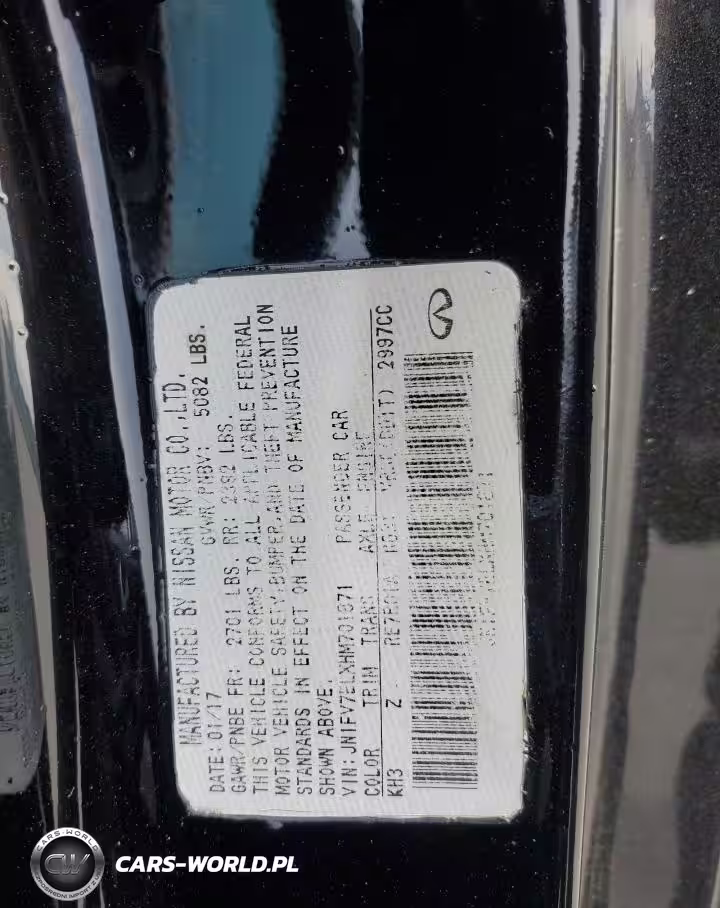 MANUFACTURED BY NISSAN MOTOR CO.,LTD.
DATE: 01/17 GVWR/PNBV: 5082 LBS.
GAWR/PNBE FR: 2701 LBS. RR: LBS.
THIS VEHICLE CONFORMS TO ALL APPLICABLE FEDERAL
MOTOR VEHICLE SAFETY,BUMPER,AND THEFT PREVENTION
STANDARDS IN EFFECT ON THE DATE OF MANUFACTURE
SHOWN ABOVE.
VIN: PASSENGER CAR
COLOR TRIM TRANS AXLE ENGINE
KH3 Z 2997CC
CARS-WORLD
CW
CARS-WORLD.PL